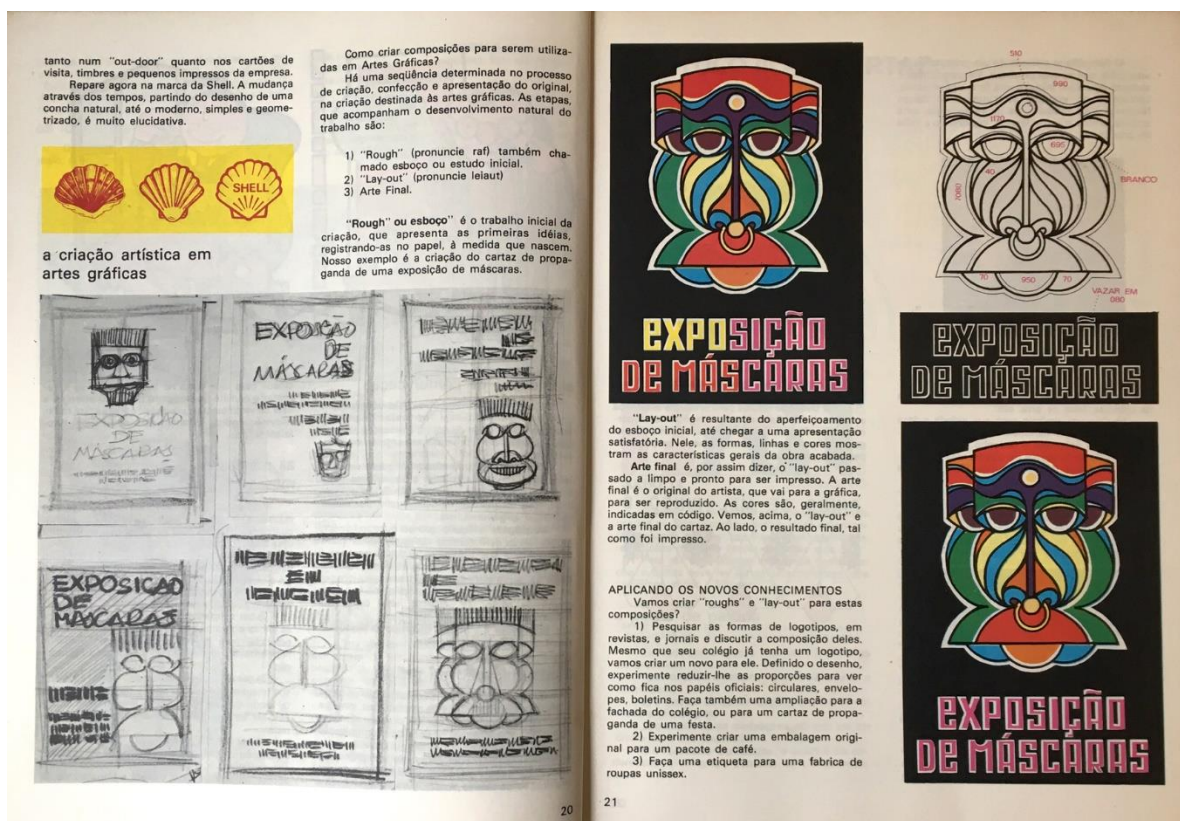 tanto num "out-door" quanto nos cartões de
visita, timbres e pequenos impressos da empresa.
Repare agora na marca da Shell. A mudança
através dos tempos, partindo do desenho de uma
concha natural, até o moderno, simples e geome-
trizado, é muito elucidativa.
SHELL
a criação artística em
artes gráficas
Como criar composições para serem utiliza-
das em Artes Gráficas?
Há uma seqüência determinada no processo
de criação, confecção e apresentação do original,
na criação destinada às artes gráficas. As etapas,
que acompanham o desenvolvimento natural do
trabalho são:
1) "Rough" (pronuncie raf) também cha-
mado esboço ou estudo inicial.
2) "Lay-out" (pronuncie leiaut)
3) Arte Final.
"Rough" ou esboço" é o trabalho inicial da
criação, que apresenta as primeiras idéias,
registrando-as no papel, à medida que nascem.
Nosso exemplo é a criação do cartaz de propa-
ganda de uma exposição de máscaras.
EXPOSIÇÃO
DE
MÁSCARAS
EXPOSIÇÃO
DE
MÁSCARAS
EXPOSIÇAO
DE
MÁSCARAS
20
EXPOSIÇÃO
DE MÁSCARAS
"Lay-out" é resultante do aperfeiçoamento
do esboço inicial, até chegar a uma apresentação
satisfatória. Nele, as formas, linhas e cores mos-
tram as características gerais da obra acabada.
Arte final é, por assim dizer, o "lay-out" pas-
sado a limpo e pronto para ser impresso. A arte
final é o original do artista, que vai para a gráfica,
para ser reproduzido. As cores são, geralmente,
indicadas em código. Vemos, acima, o "lay-out" e
a arte final do cartaz. Ao lado, o resultado final, tal
como foi impresso.
APLICANDO OS NOVOS CONHECIMENTOS
Vamos criar "roughs" e "lay-out" para estas
composições?
1) Pesquisar as formas de logotipos, em
revistas, e jornais e discutir a composição deles.
Mesmo que seu colégio já tenha um logotipo,
vamos criar um novo para ele. Definido o desenho,
experimente reduzir-lhe as proporções para ver
como fica nos papéis oficiais: circulares, envelo-
pes, boletins. Faça também uma ampliação para a
fachada do colégio, ou para um cartaz de propa-
ganda de uma festa.
2) Experimente criar uma embalagem origi-
nal para um pacote de café.
3) Faça uma etiqueta para uma fabrica de
roupas unissex.
21
510
990
1170
695
40
BRANCO
7080
70
950
70
VAZAR EM
980
EXPOSIÇÃO
DE MÁSCARAS
EXPOSIÇÃO
DE MÁSCARAS